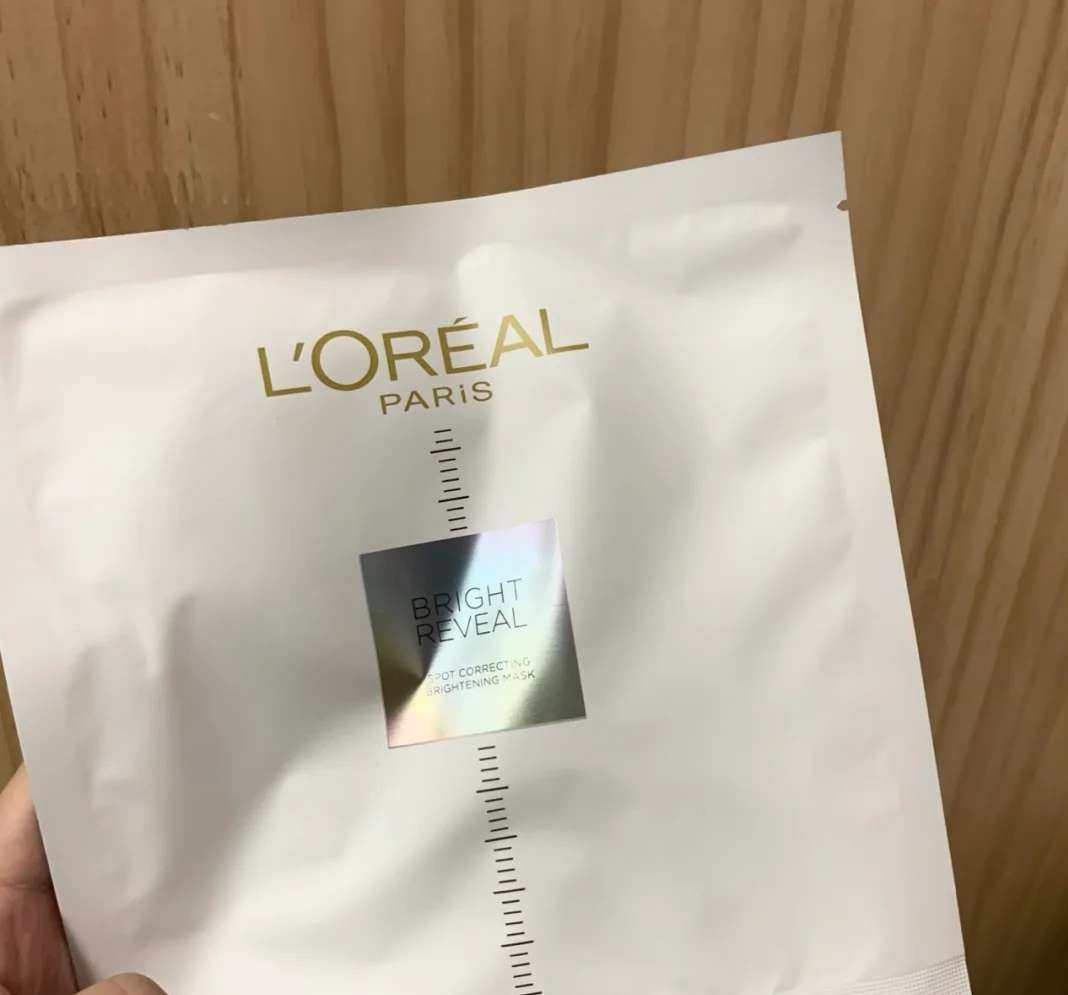 L'ORÉAL
PARiS
BRIGHT
REVEAL
SPOT CORRECTING
BRIGHTENING MASK